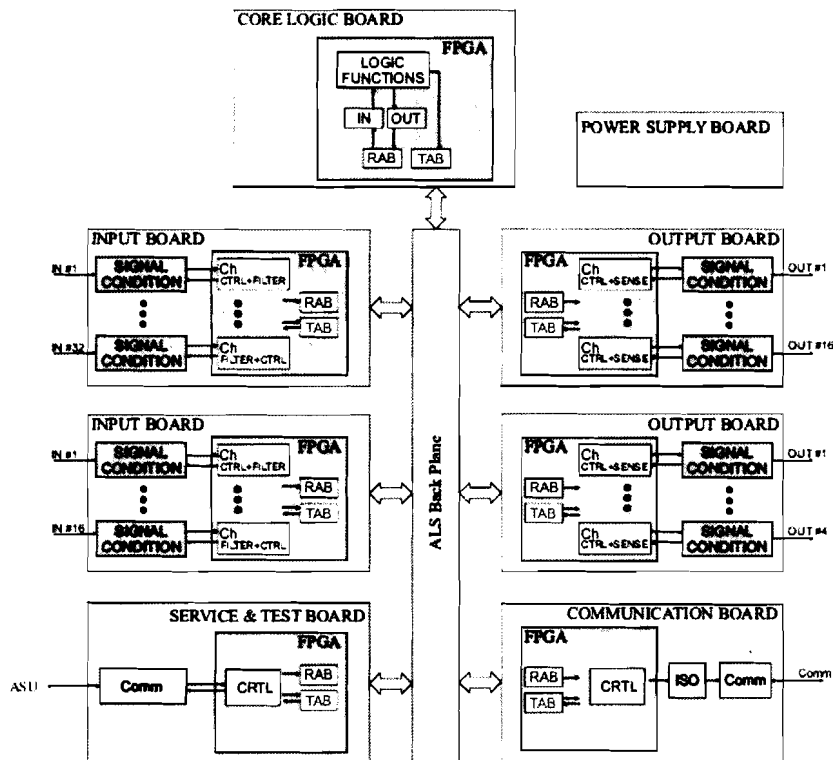 CORE LOGIC BOARD
FPGA
LOGIC
FUNCTIONS
IN
OUT
RAB
TAB
POWER SUPPLY BOARD
INPUT BOARD
FPGA
IN #1
SIGNAL
CONDITION
Ch
CTRL+FILTER
RAB
TAB
IN #32
SIGNAL
CONDITION
Ch
FILTER+CTRL
OUTPUT BOARD
FPGA
Ch
CTRL+SENSE
SIGNAL
CONDITION
OUT #1
RAB
TAB
Ch
CTRL+SENSE
SIGNAL
CONDITION
OUT #16
ALS Back Plane
INPUT BOARD
FPGA
IN #1
SIGNAL
CONDITION
Ch
CTRL+FILTER
RAB
TAB
IN #16
SIGNAL
CONDITION
Ch
FILTER+CTRL
OUTPUT BOARD
FPGA
Ch
CTRL+SENSE
SIGNAL
CONDITION
OUT #1
RAB
TAB
Ch
CTRL+SENSE
SIGNAL
CONDITION
OUT #4
SERVICE & TEST BOARD
FPGA
ASU
Comm
CRTL
RAB
TAB
COMMUNICATION BOARD
FPGA
RAB
TAB
CRTL
ISO
Comm
Comm